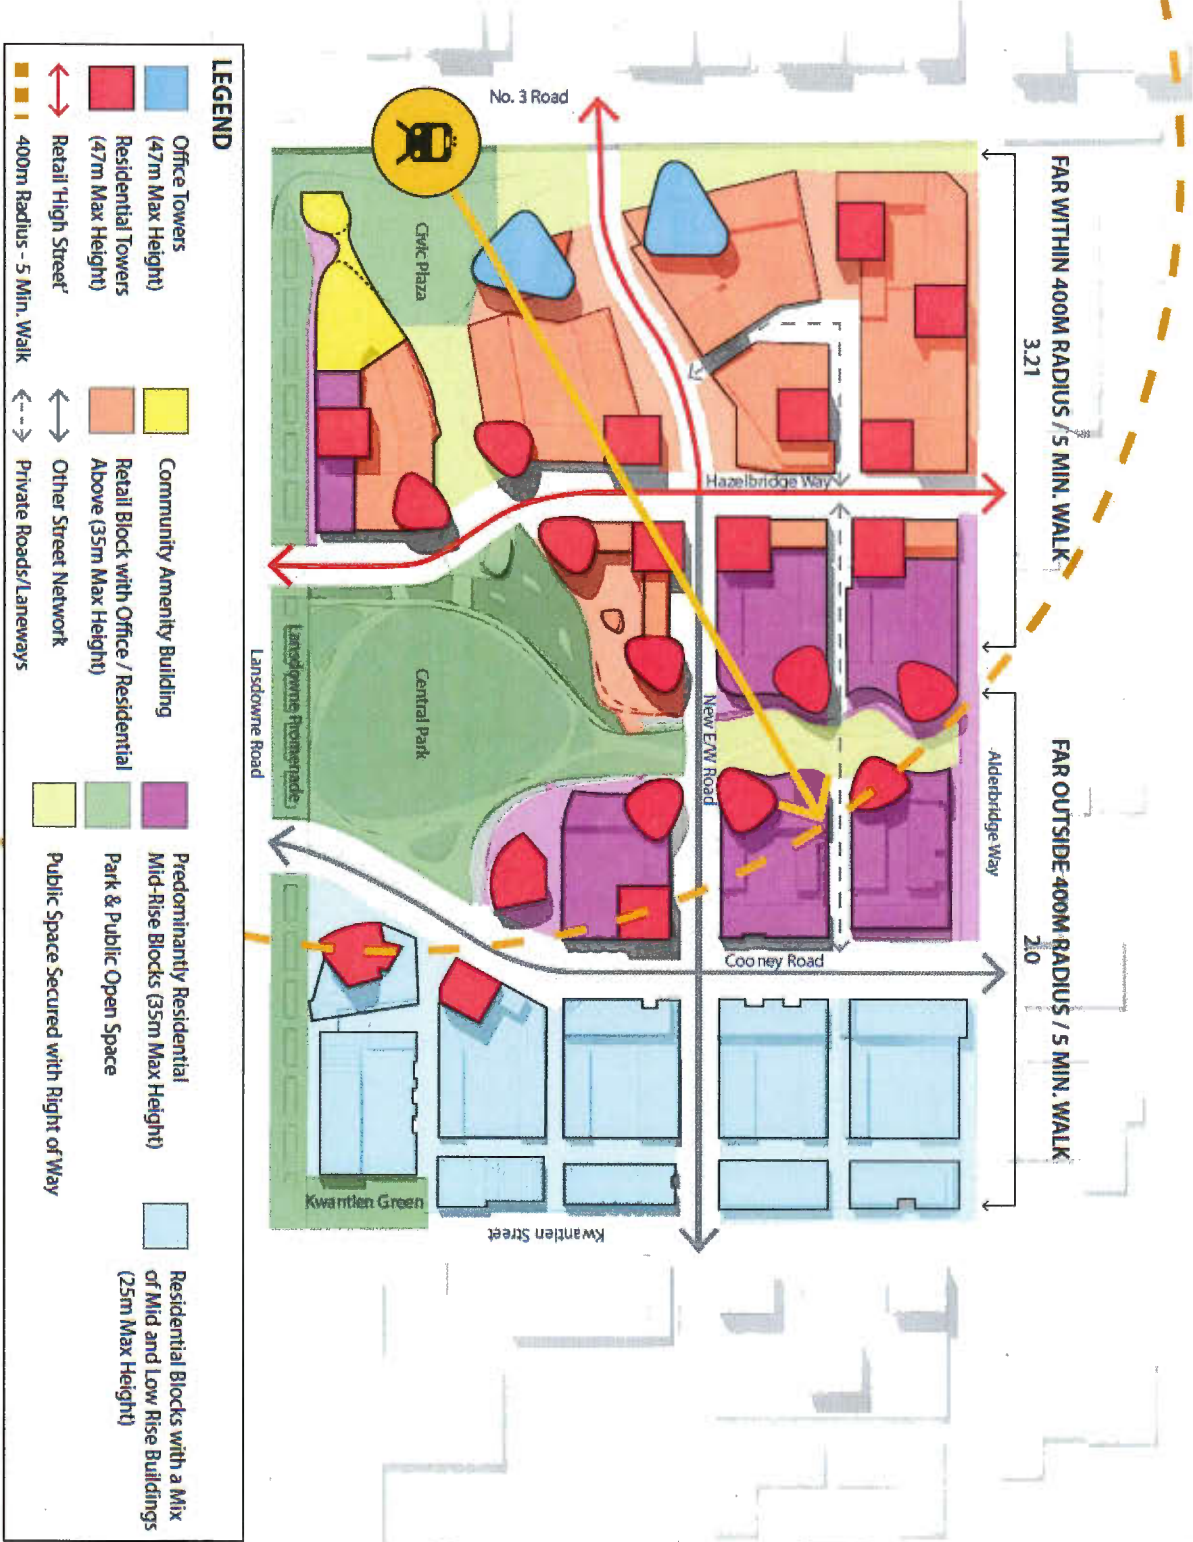 FAR WITHIN 400M RADIUS / 5 MIN. WALK
3.21
FAR OUTSIDE 400M RADIUS / 5 MIN. WALK
2.0
Alderbridge Way
No. 3 Road
Hazelbridge Way
New E/W Road
Cooney Road
Civic Plaza
Central Park
Lansdowne Promenade
Lansdowne Road
Kwantlen Green
Kwantlen Street
LEGEND
Office Towers
(47m Max Height)
Residential Towers
(47m Max Height)
Retail 'High Street'
400m Radius - 5 Min. Walk
Community Amenity Building
Retail Block with Office / Residential
Above (35m Max Height)
Other Street Network
Private Roads/Laneways
Predominantly Residential
Mid-Rise Blocks (35m Max Height)
Park & Public Open
Space
Public Space Secured with Right of Way
Residential Blocks with a Mix
of Mid and Low Rise Buildings
(25m Max Height)